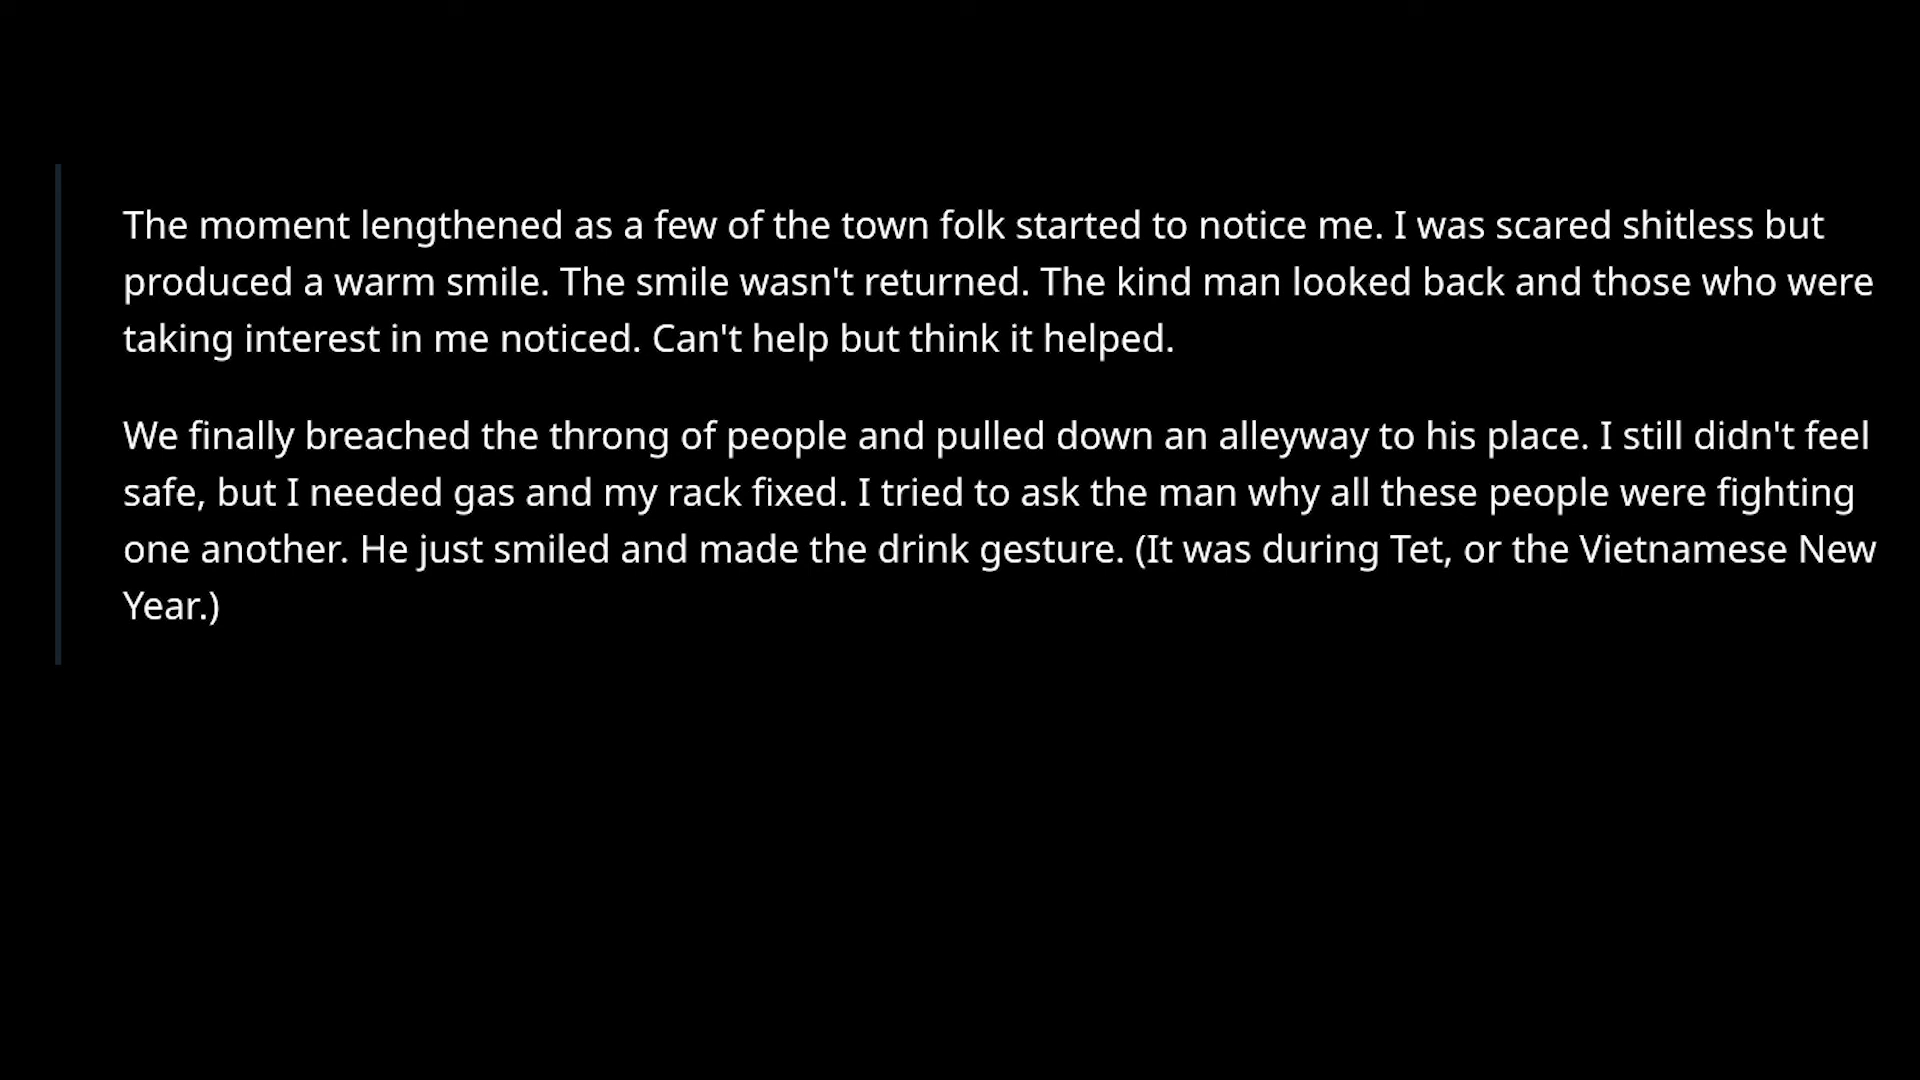 The moment lengthened as a few of the town folk started to notice me. I was scared shitless but
produced a warm smile. The smile wasn't returned. The kind man looked back and those who were
taking interest in me noticed. Can't help but think it helped.
We finally breached the throng of people and pulled down an alleyway to his place. I still didn't feel
safe, but I needed gas and my rack fixed. I tried to ask the man why all these people were fighting
one another. He just smiled and made the drink gesture. (It was during Tet, or the Vietnamese New
Year.)